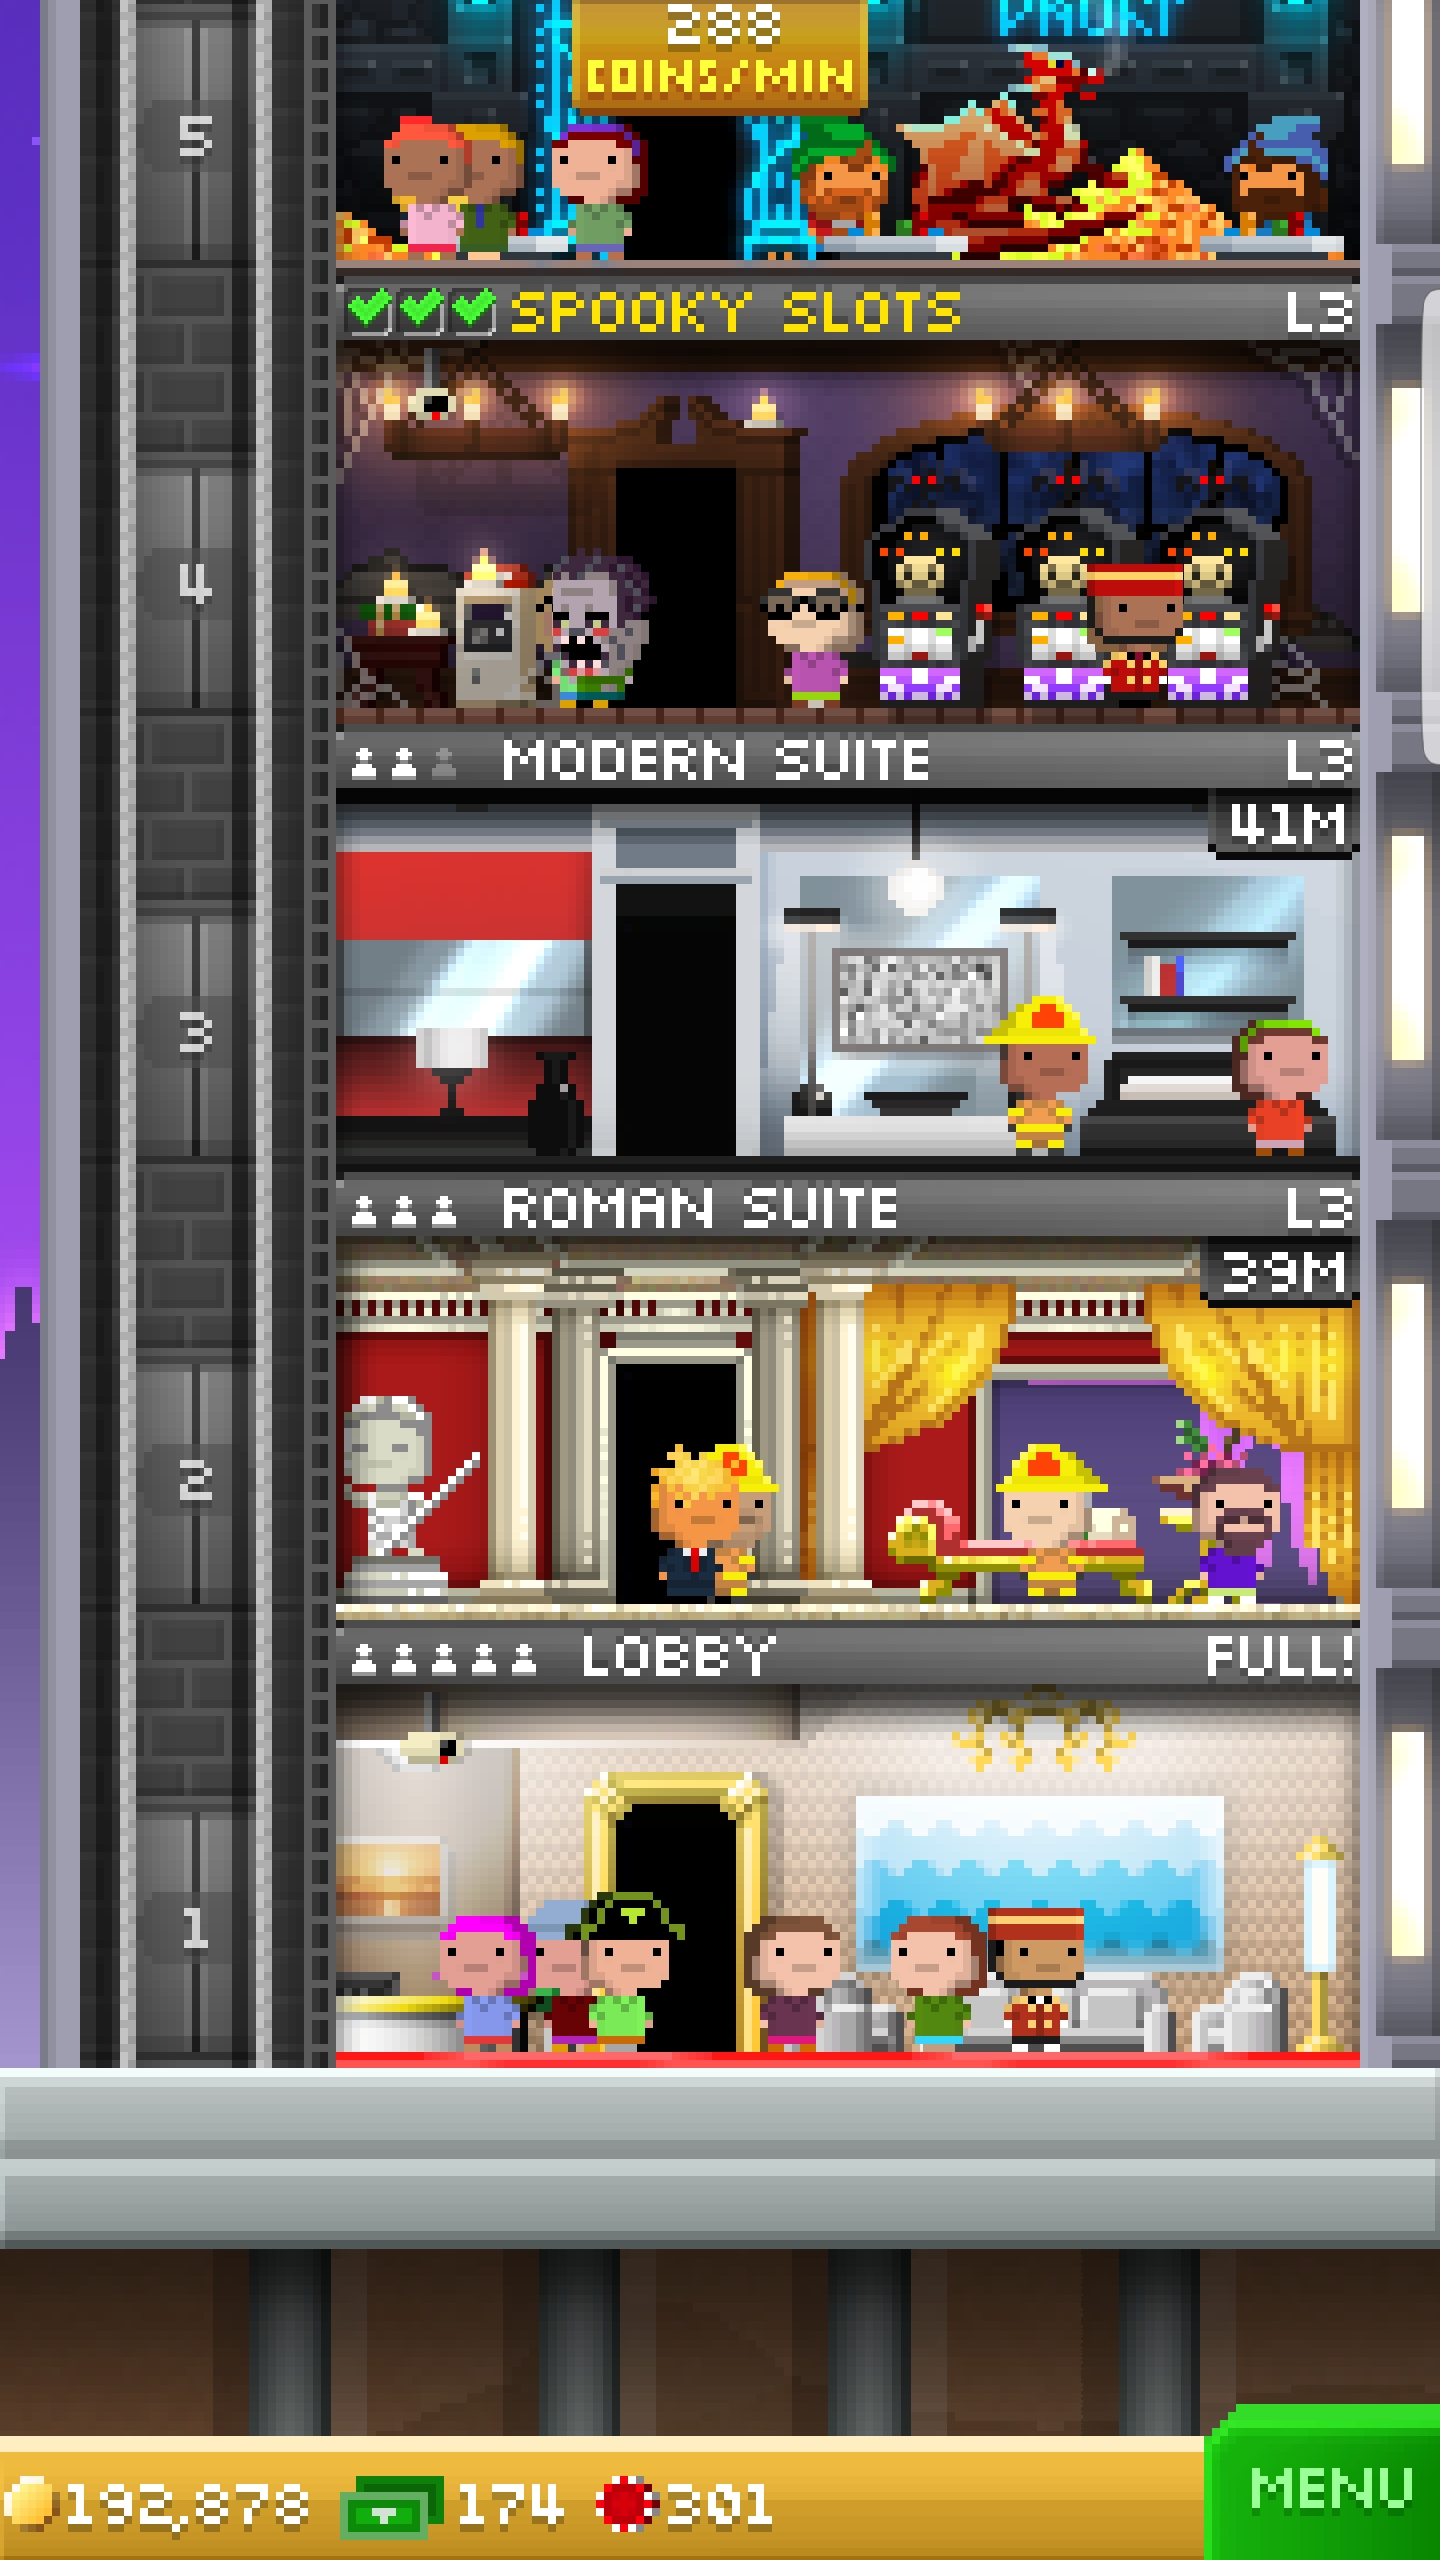 288
COINS/MIN
5
SPOOKY SLOTS L3
4
MODERN SUITE L3
41M
3
ROMAN SUITE L3
39M
2
LOBBY FULL!
1
192,878 174 301
MENU